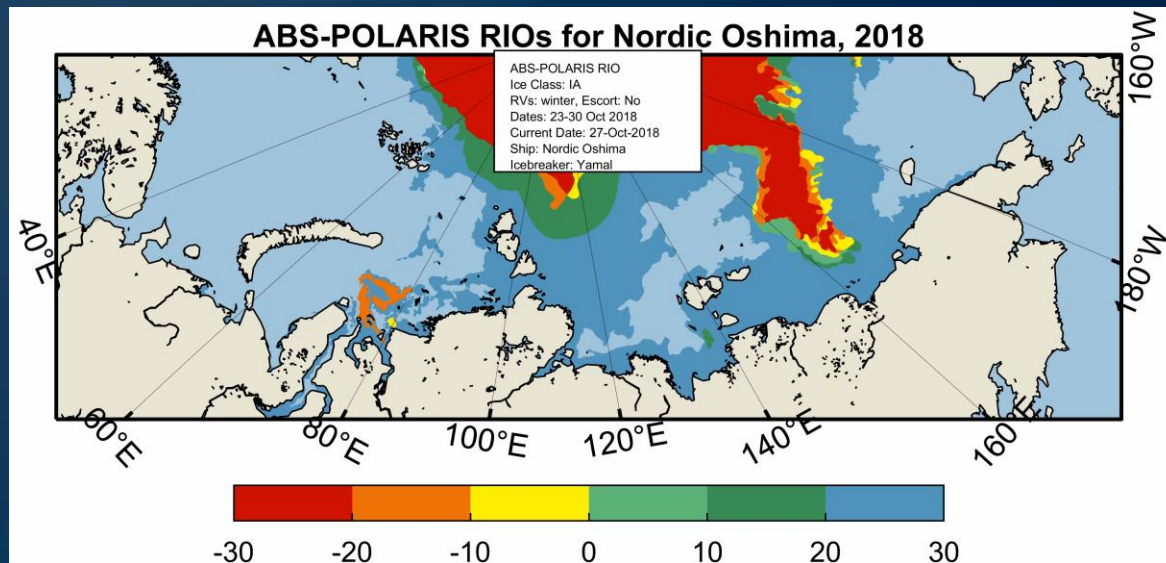 ABS-POLARIS RIOs for Nordic Oshima, 2018
ABS-POLARIS RIO
Ice Class: IA
RVs: winter, Escort: No
Dates: 23-30 Oct 2018
Current Date: 27-Oct-2018
Ship: Nordic Oshima
Icebreaker: Yamal
160°W
180°W
40°E
60°E
80°E
100°E
120°E
140°E
160°E
-30 -20 -10 0 10 20 30